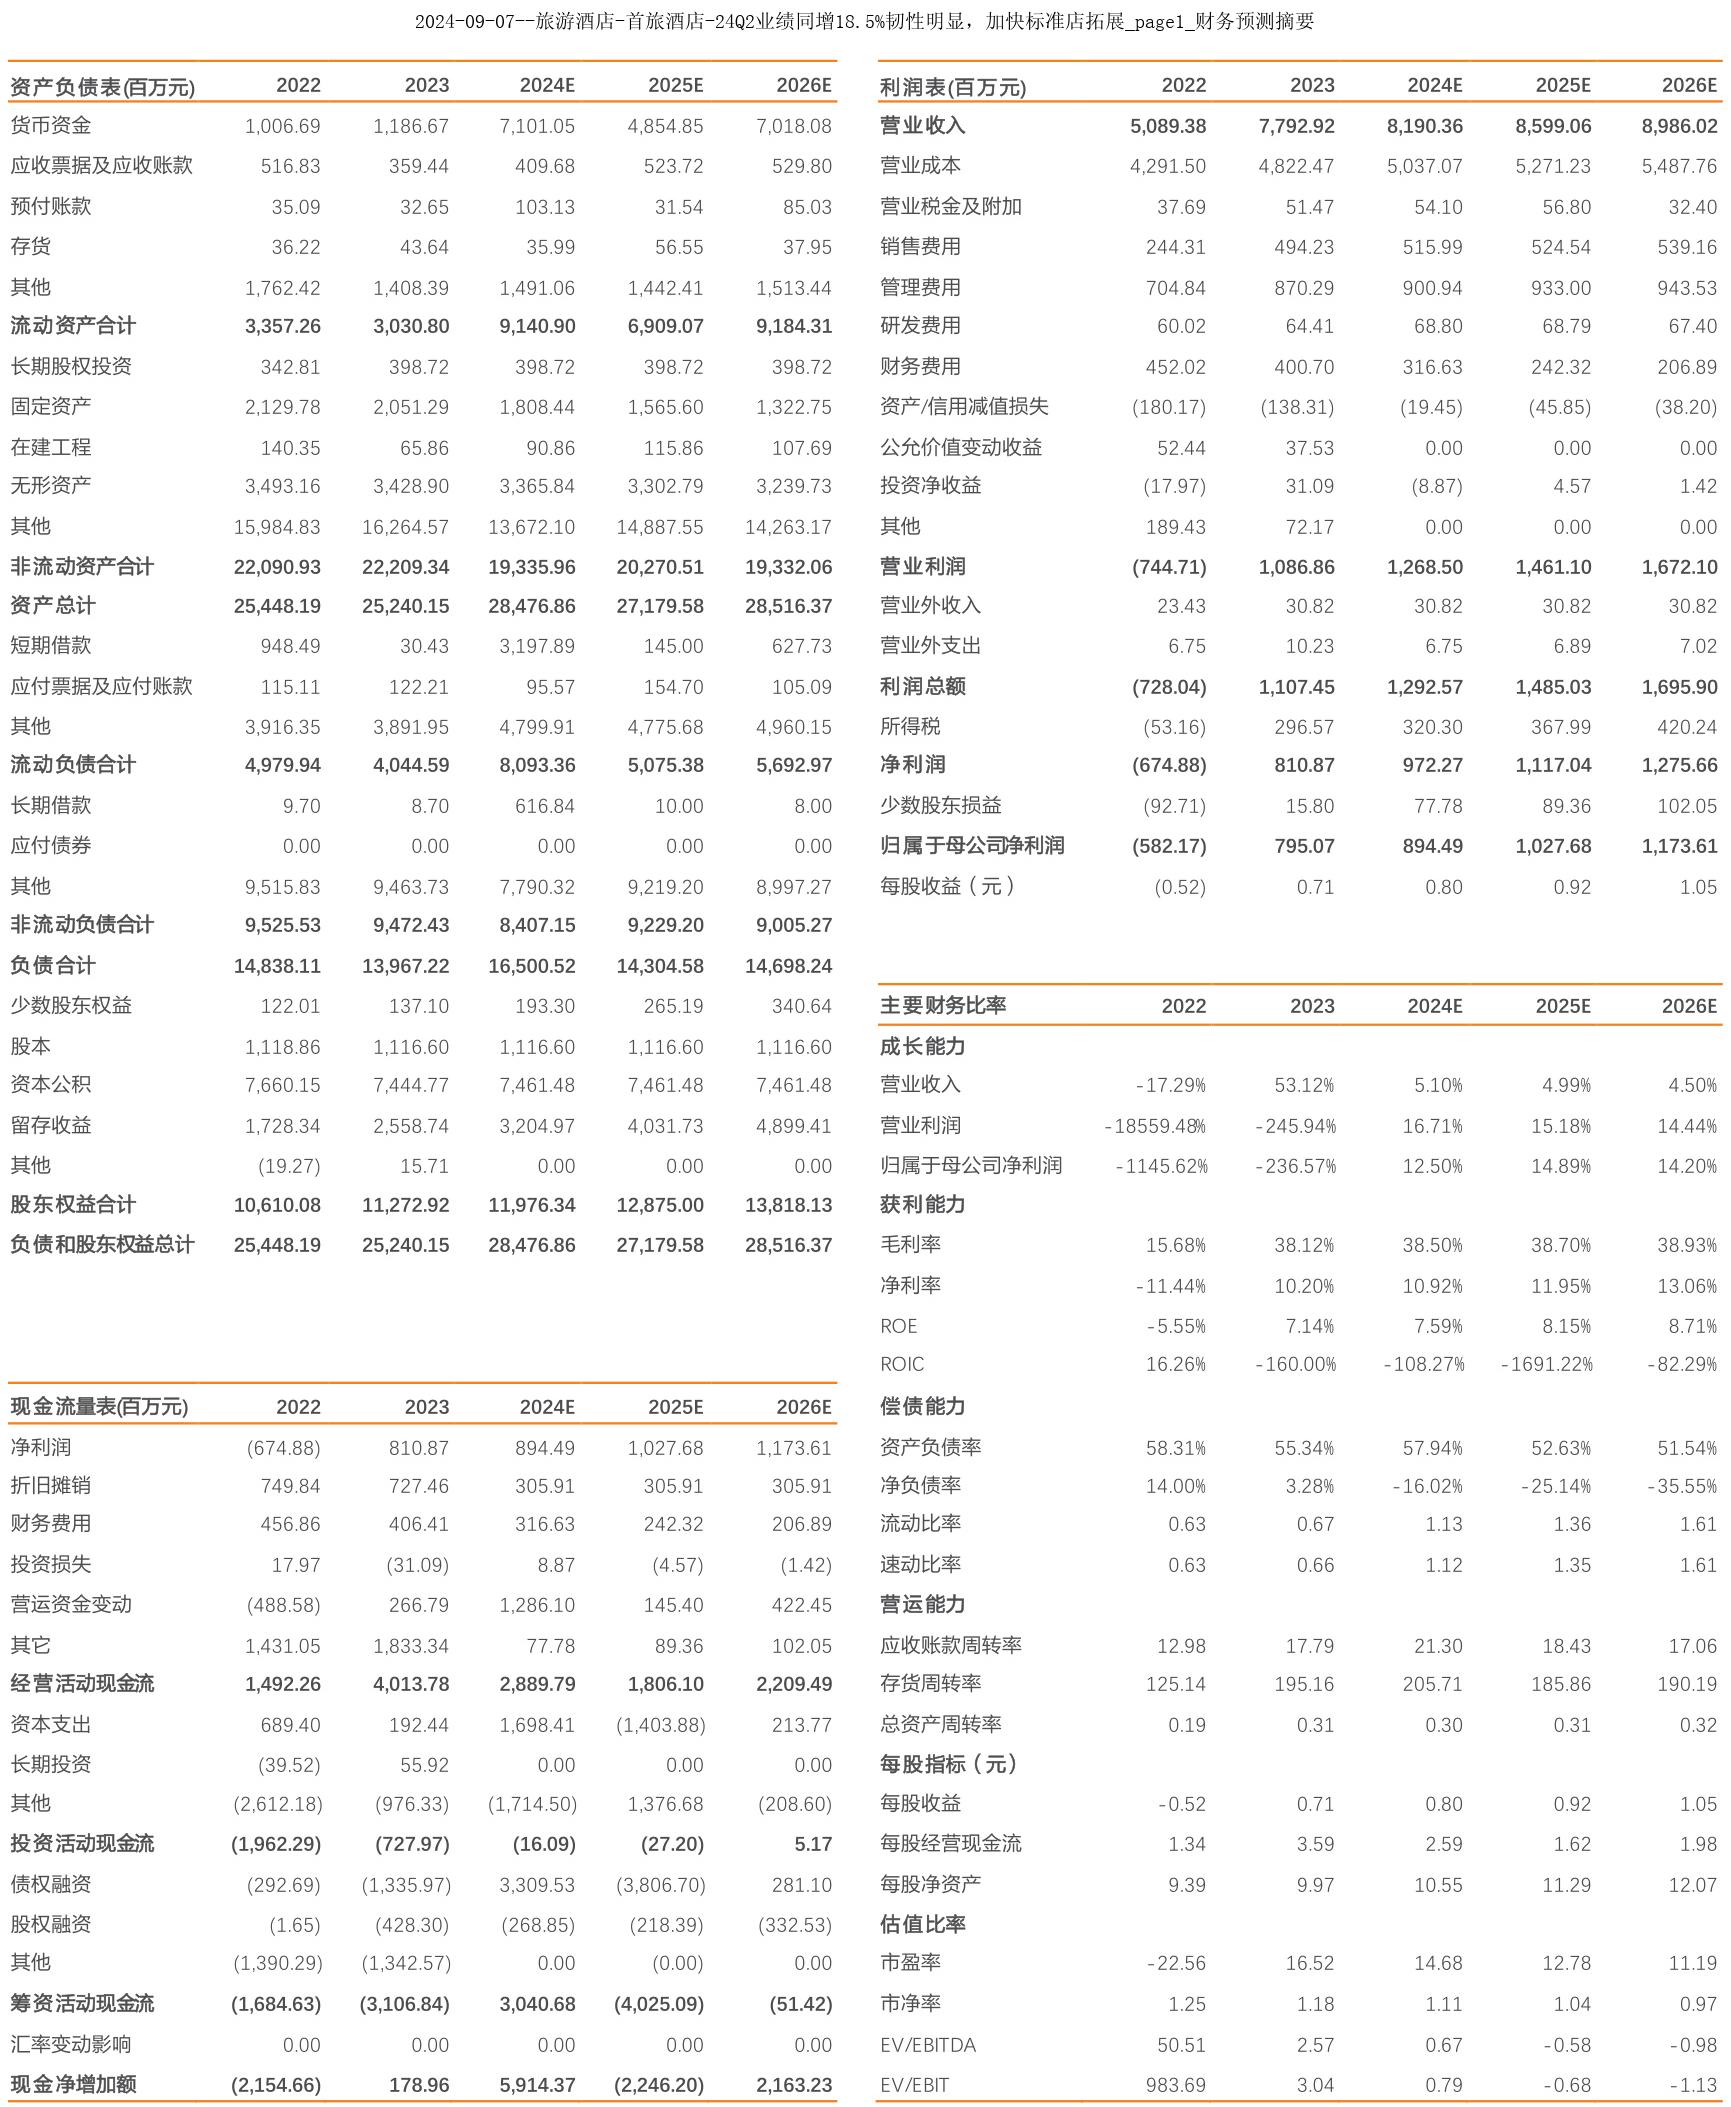 2024-09-07--旅游酒店-首旅酒店-24Q2业绩同增18.5%韧性明显，加快标准店拓展_page1_财务预测摘要
资产负债表(百万元) 2022 2023 2024E 2025E 2026E
货币资金 1,006.69 1,186.67 7,101.05 4,854.85 7,018.08
应收票据及应收账款 516.83 359.44 409.68 523.72 529.80
预付账款 35.09 32.65 103.13 31.54 85.03
存货 36.22 43.64 35.99 56.55 37.95
其他 1,762.42 1,408.39 1,491.06 1,442.41 1,513.44
流动资产合计 3,357.26 3,030.80 9,140.90 6,909.07 9,184.31
长期股权投资 342.81 398.72 398.72 398.72 398.72
固定资产 2,129.78 2,051.29 1,808.44 1,565.60 1,322.75
在建工程 140.35 65.86 90.86 115.86 107.69
无形资产 3,493.16 3,428.90 3,365.84 3,302.79 3,239.73
其他 15,984.83 16,264.57 13,672.10 14,887.55 14,263.17
非流动资产合计 22,090.93 22,209.34 19,335.96 20,270.51 19,332.06
资产总计 25,448.19 25,240.15 28,476.86 27,179.58 28,516.37
短期借款 948.49 30.43 3,197.89 145.00 627.73
应付票据及应付账款 115.11 122.21 95.57 154.70 105.09
其他 3,916.35 3,891.95 4,799.91 4,775.68 4,960.15
流动负债合计 4,979.94 4,044.59 8,093.36 5,075.38 5,692.97
长期借款 9.70 8.70 616.84 10.00 8.00
应付债券 0.00 0.00 0.00 0.00 0.00
其他 9,515.83 9,463.73 7,790.32 9,219.20 8,997.27
非流动负债合计 9,525.53 9,472.43 8,407.15 9,229.20 9,005.27
负债合计 14,838.11 13,967.22 16,500.52 14,304.58 14,698.24
少数股东权益 122.01 137.10 193.30 265.19 340.64
股本 1,118.86 1,116.60 1,116.60 1,116.60 1,116.60
资本公积 7,660.15 7,444.77 7,461.48 7,461.48 7,461.48
留存收益 1,728.34 2,558.74 3,204.97 4,031.73 4,899.41
其他 (19.27) 15.71 0.00 0.00 0.00
股东权益合计 10,610.08 11,272.92 11,976.34 12,875.00 13,818.13
负债和股东权益总计 25,448.19 25,240.15 28,476.86 27,179.58 28,516.37
现金流量表(百万元) 2022 2023 2024E 2025E 2026E
净利润 (674.88) 810.87 894.49 1,027.68 1,173.61
折旧摊销 749.84 727.46 305.91 305.91 305.91
财务费用 456.86 406.41 316.63 242.32 206.89
投资损失 17.97 (31.09) 8.87 (4.57) (1.42)
营运资金变动 (488.58) 266.79 1,286.10 145.40 422.45
其它 1,431.05 1,833.34 77.78 89.36 102.05
经营活动现金流 1,492.26 4,013.78 2,889.79 1,806.10 2,209.49
资本支出 689.40 192.44 1,698.41 (1,403.88) 213.77
长期投资 (39.52) 55.92 0.00 0.00 0.00
其他 (2,612.18) (976.33) (1,714.50) 1,376.68 (208.60)
投资活动现金流 (1,962.29) (727.97) (16.09) (27.20) 5.17
债权融资 (292.69) (1,335.97) 3,309.53 (3,806.70) 281.10
股权融资 (1.65) (428.30) (268.85) (218.39) (332.53)
其他 (1,390.29) (1,342.57) 0.00 (0.00) 0.00
筹资活动现金流 (1,684.63) (3,106.84) 3,040.68 (4,025.09) (51.42)
汇率变动影响 0.00 0.00 0.00 0.00 0.00
现金净增加额 (2,154.66) 178.96 5,914.37 (2,246.20) 2,163.23
利润表(百万元) 2022 2023 2024E 2025E 2026E
营业收入 5,089.38 7,792.92 8,190.36 8,599.06 8,986.02
营业成本 4,291.50 4,822.47 5,037.07 5,271.23 5,487.76
营业税金及附加 37.69 51.47 54.10 56.80 32.40
销售费用 244.31 494.23 515.99 524.54 539.16
管理费用 704.84 870.29 900.94 933.00 943.53
研发费用 60.02 64.41 68.80 68.79 67.40
财务费用 452.02 400.70 316.63 242.32 206.89
资产/信用减值损失 (180.17) (138.31) (19.45) (45.85) (38.20)
公允价值变动收益 52.44 37.53 0.00 0.00 0.00
投资净收益 (17.97) 31.09 (8.87) 4.57 1.42
其他 189.43 72.17 0.00 0.00 0.00
营业利润 (744.71) 1,086.86 1,268.50 1,461.10 1,672.10
营业外收入 23.43 30.82 30.82 30.82 30.82
营业外支出 6.75 10.23 6.75 6.89 7.02
利润总额 (728.04) 1,107.45 1,292.57 1,485.03 1,695.90
所得税 (53.16) 296.57 320.30 367.99 420.24
净利润 (674.88) 810.87 972.27 1,117.04 1,275.66
少数股东损益 (92.71) 15.80 77.78 89.36 102.05
归属于母公司净利润 (582.17) 795.07 894.49 1,027.68 1,173.61
每股收益（元） (0.52) 0.71 0.80 0.92 1.05
主要财务比率 2022 2023 2024E 2025E 2026E
成长能力
营业收入 -17.29% 53.12% 5.10% 4.99% 4.50%
营业利润 -18559.48% -245.94% 16.71% 15.18% 14.44%
归属于母公司净利润 -1145.62% -236.57% 12.50% 14.89% 14.20%
获利能力
毛利率 15.68% 38.12% 38.50% 38.70% 38.93%
净利率 -11.44% 10.20% 10.92% 11.95% 13.06%
ROE -5.55% 7.14% 7.59% 8.15% 8.71%
ROIC 16.26% -160.00% -108.27% -1691.22% -82.29%
偿债能力
资产负债率 58.31% 55.34% 57.94% 52.63% 51.54%
净负债率 14.00% 3.28% -16.02% -25.14% -35.55%
流动比率 0.63 0.67 1.13 1.36 1.61
速动比率 0.63 0.66 1.12 1.35 1.61
营运能力
应收账款周转率 12.98 17.79 21.30 18.43 17.06
存货周转率 125.14 195.16 205.71 185.86 190.19
总资产周转率 0.19 0.31 0.30 0.31 0.32
每股指标（元）
每股收益 -0.52 0.71 0.80 0.92 1.05
每股经营现金流 1.34 3.59 2.59 1.62 1.98
每股净资产 9.39 9.97 10.55 11.29 12.07
估值比率
市盈率 -22.56 16.52 14.68 12.78 11.19
市净率 1.25 1.18 1.11 1.04 0.97
EV/EBITDA 50.51 2.57 0.67 -0.58 -0.98
EV/EBIT 983.69 3.04 0.79 -0.68 -1.13